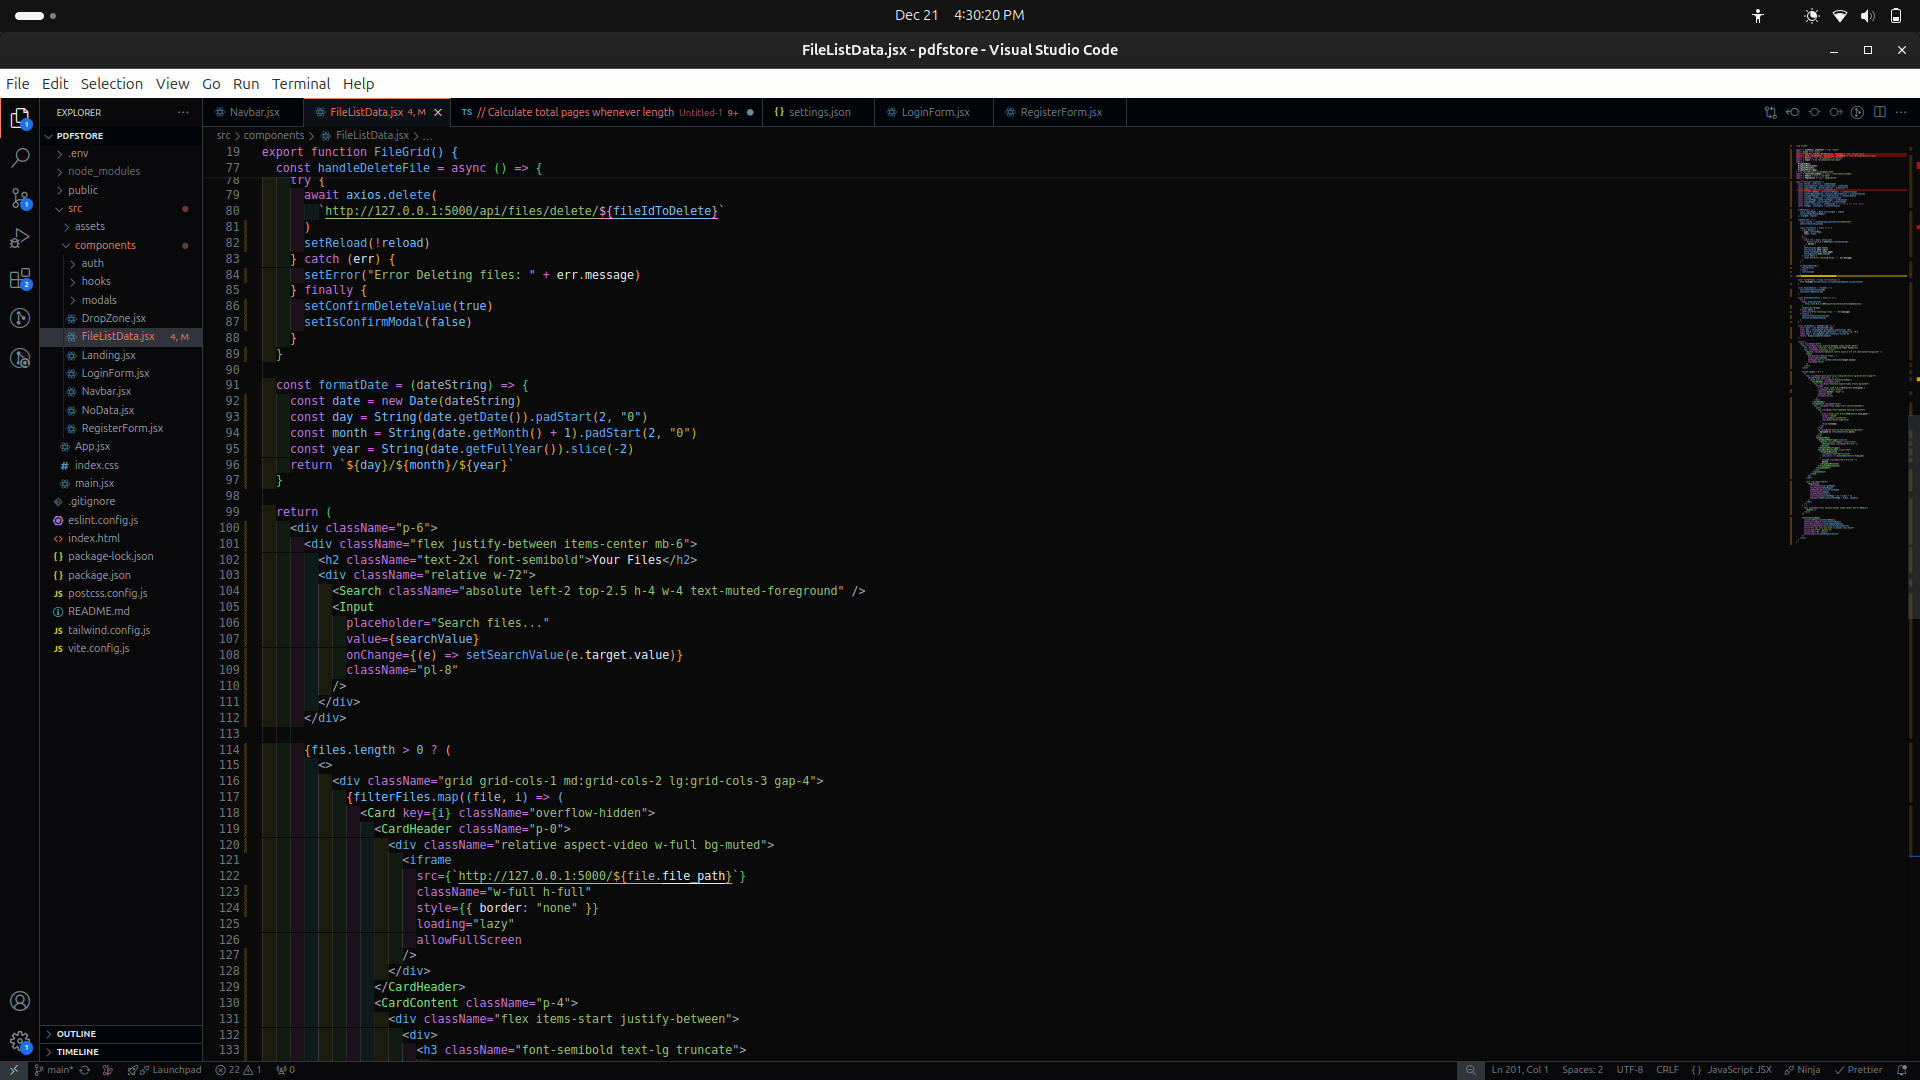 Dec 21 4:30:20 PM
FileListData.jsx - pdfstore - Visual Studio Code
File Edit Selection View Go Run Terminal Help
EXPLORER
Navbar.jsx
FileListData.jsx 4, M
TS // Calculate total pages whenever length Untitled-1 9+
{} settings.json
LoginForm.jsx
RegisterForm.jsx
src > components > FileListData.jsx > ...
PDFSTORE
.env
node_modules
public
src
assets
components
auth
hooks
modals
DropZone.jsx
FileListData.jsx 4, M
Landing.jsx
LoginForm.jsx
Navbar.jsx
NoData.jsx
RegisterForm.jsx
App.jsx
# index.css
main.jsx
.gitignore
eslint.config.js
<> index.html
{} package-lock.json
{} package.json
JS postcss.config.js
README.md
JS tailwind.config.js
JS vite.config.js
OUTLINE
TIMELINE
19 export function FileGrid() {
77 const handleDeleteFile = async () => {
78 try {
79 await axios.delete(
80 `http://127.0.0.1:5000/api/files/delete/${fileIdToDelete}`
81 )
82 setReload(!reload)
83 } catch (err) {
84 setError("Error Deleting files: " + err.message)
85 } finally {
86 setConfirmDeleteValue(true)
87 setIsConfirmModal(false)
88 }
89 }
90
91 const formatDate = (dateString) => {
92 const date = new Date(dateString)
93 const day = String(date.getDate()).padStart(2, "0")
94 const month = String(date.getMonth() + 1).padStart(2, "0")
95 const year = String(date.getFullYear()).slice(-2)
96 return `${day}/${month}/${year}`
97 }
98
99 return (
100 <div className="p-6">
101 <div className="flex justify-between items-center mb-6">
102 <h2 className="text-2xl font-semibold">Your Files</h2>
103 <div className="relative w-72">
104 <Search className="absolute left-2 top-2.5 h-4 w-4 text-muted-foreground" />
105 <Input
106 placeholder="Search files..."
107 value={searchValue}
108 onChange={(e) => setSearchValue(e.target.value)}
109 className="pl-8"
110 />
111 </div>
112 </div>
113
114 {files.length > 0 ? (
115 <>
116 <div className="grid grid-cols-1 md:grid-cols-2 lg:grid-cols-3 gap-4">
117 {filterFiles.map((file, i) => (
118 <Card key={i} className="overflow-hidden">
119 <CardHeader className="p-0">
120 <div className="relative aspect-video w-full bg-muted">
121 <iframe
122 src={`http://127.0.0.1:5000/${file.file_path}`}
123 className="w-full h-full"
124 style={{ border: "none" }}
125 loading="lazy"
126 allowFullScreen
127 />
128 </div>
129 </CardHeader>
130 <CardContent className="p-4">
131 <div className="flex items-start justify-between">
132 <div>
133 <h3 className="font-semibold text-lg truncate">
main* Launchpad 22 1 0
Ln 201, Col 1 Spaces: 2 UTF-8 CRLF {} JavaScript JSX Ninja Prettier